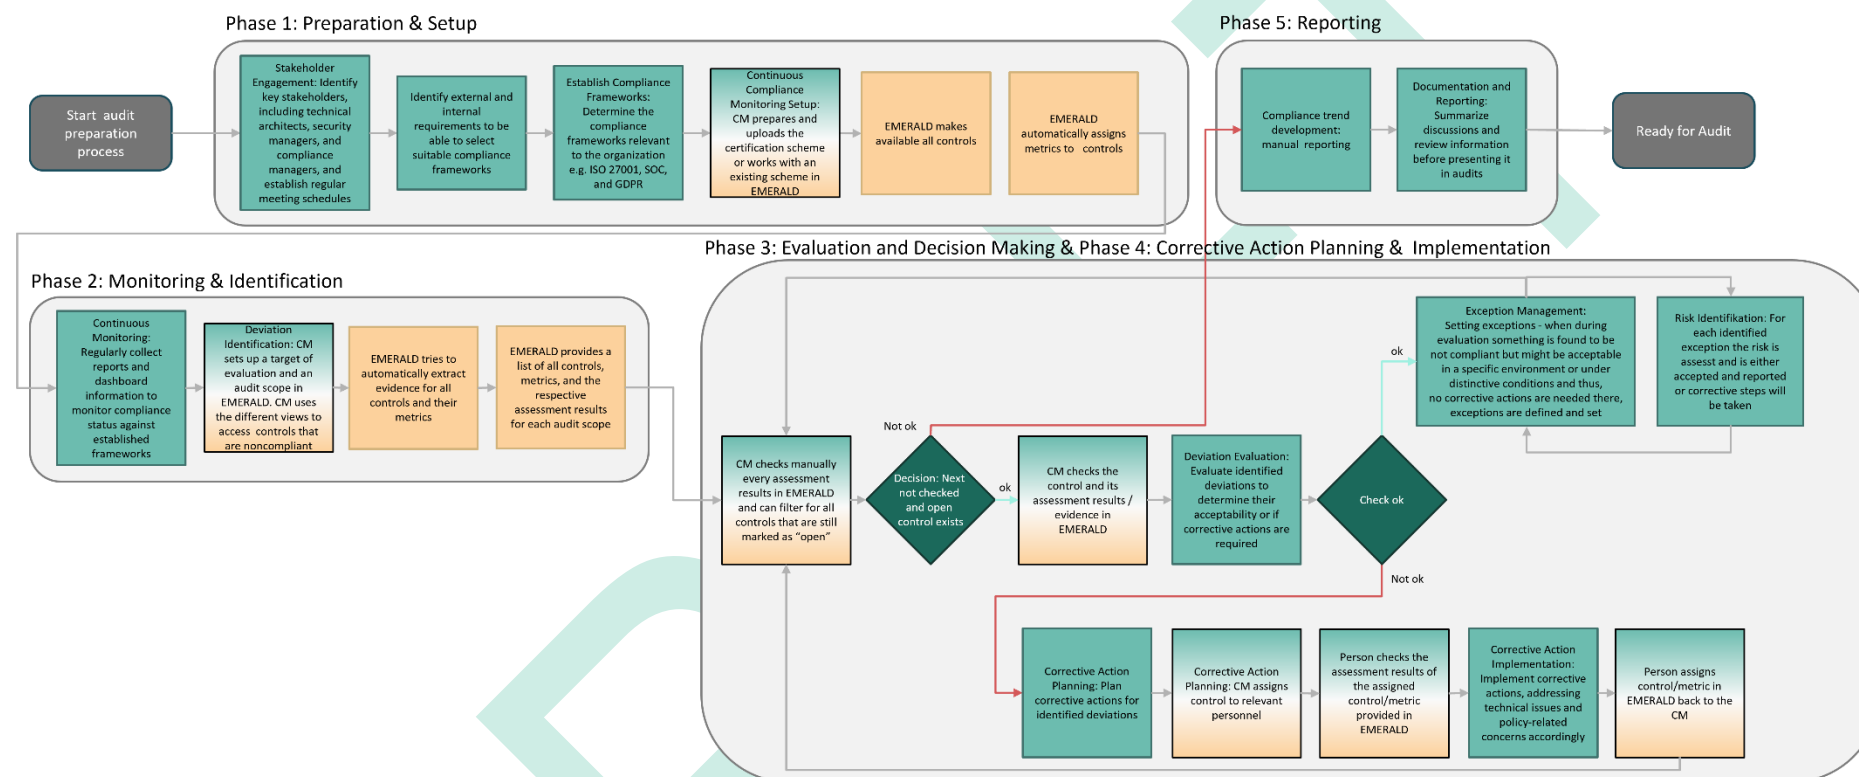 Phase 1: Preparation & Setup
Start audit
preparation
process
Stakeholder
Engagement: Identify
key stakeholders,
including technical
architects, security
managers, and
compliance
managers, and
establish regular
meeting schedules
Identify external and
internal
requirements to be
able to select
suitable compliance
frameworks
Establish Compliance
Frameworks:
Determine the
compliance
frameworks relevant
to the organization
e.g. ISO 27001, SOC,
and GDPR
Continuous
Compliance
Monitoring Setup:
CM prepares and
uploads the
certification scheme
or works with an
existing scheme in
EMERALD
EMERALD makes
available all controls
EMERALD
automatically assigns
metrics to controls
Phase 5: Reporting
Compliance trend
development:
manual reporting
Documentation and
Reporting:
Summarize
discussions and
review information
before presenting it
in audits
Ready for Audit
Phase 2: Monitoring & Identification
Continuous
Monitoring:
Regularly collect
reports and
dashboard
information to
monitor compliance
status against
established
frameworks
Deviation
Identification: CM
sets up a target of
evaluation and an
audit scope in
EMERALD. CM uses
the different views to
access controls that
are noncompliant
EMERALD tries to
automatically extract
evidence for all
controls and their
metrics
EMERALD provides a
list of all controls,
metrics, and the
respective
assessment results
for each audit scope
Phase 3: Evaluation and Decision Making & Phase 4: Corrective Action Planning & Implementation
CM checks manually
every assessment
results in EMERALD
and can filter for all
controls that are still
marked as “open”
Not ok
Decision: Next
not checked
and open
control exists
ok
CM checks the
control and its
assessment results /
evidence in
EMERALD
Deviation Evaluation:
Evaluate identified
deviations to
determine their
acceptability or if
corrective actions are
required
Check ok
ok
Exception Management:
Setting exceptions - when during
evaluation something is found to be
not compliant but might be acceptable
in a specific environment or under
distinctive conditions and thus,
no corrective actions are needed there,
exceptions are defined and set
Risk Identifikation: For
each identified
exception the risk is
assesst and is either
accepted and reported
or corrective steps will
be taken
Not ok
Corrective Action
Planning: Plan
corrective actions for
identified deviations
Corrective Action
Planning: CM assigns
control to relevant
personnel
Person checks the
assessment results of
the assigned
control/metric
provided in
EMERALD
Corrective Action
Implementation:
Implement corrective
actions, addressing
technical issues and
policy-related
concerns accordingly
Person assigns
control/metric in
EMERALD back to the
CM